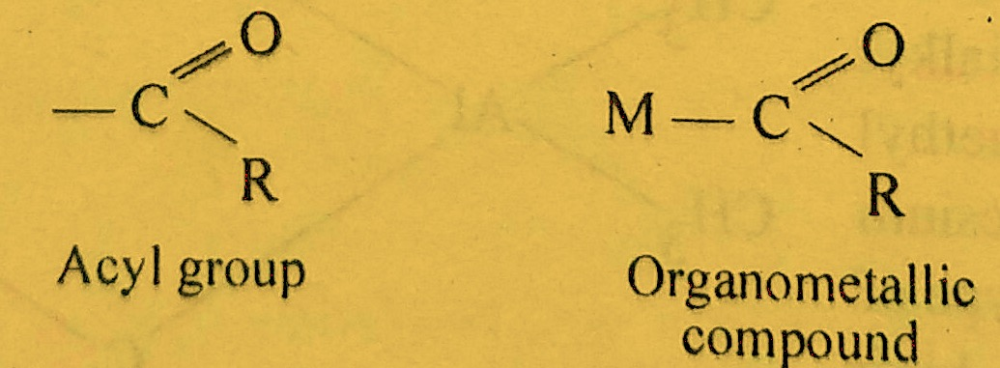 — C = O
R
Acyl group
M — C = O
R
Organometallic
compound